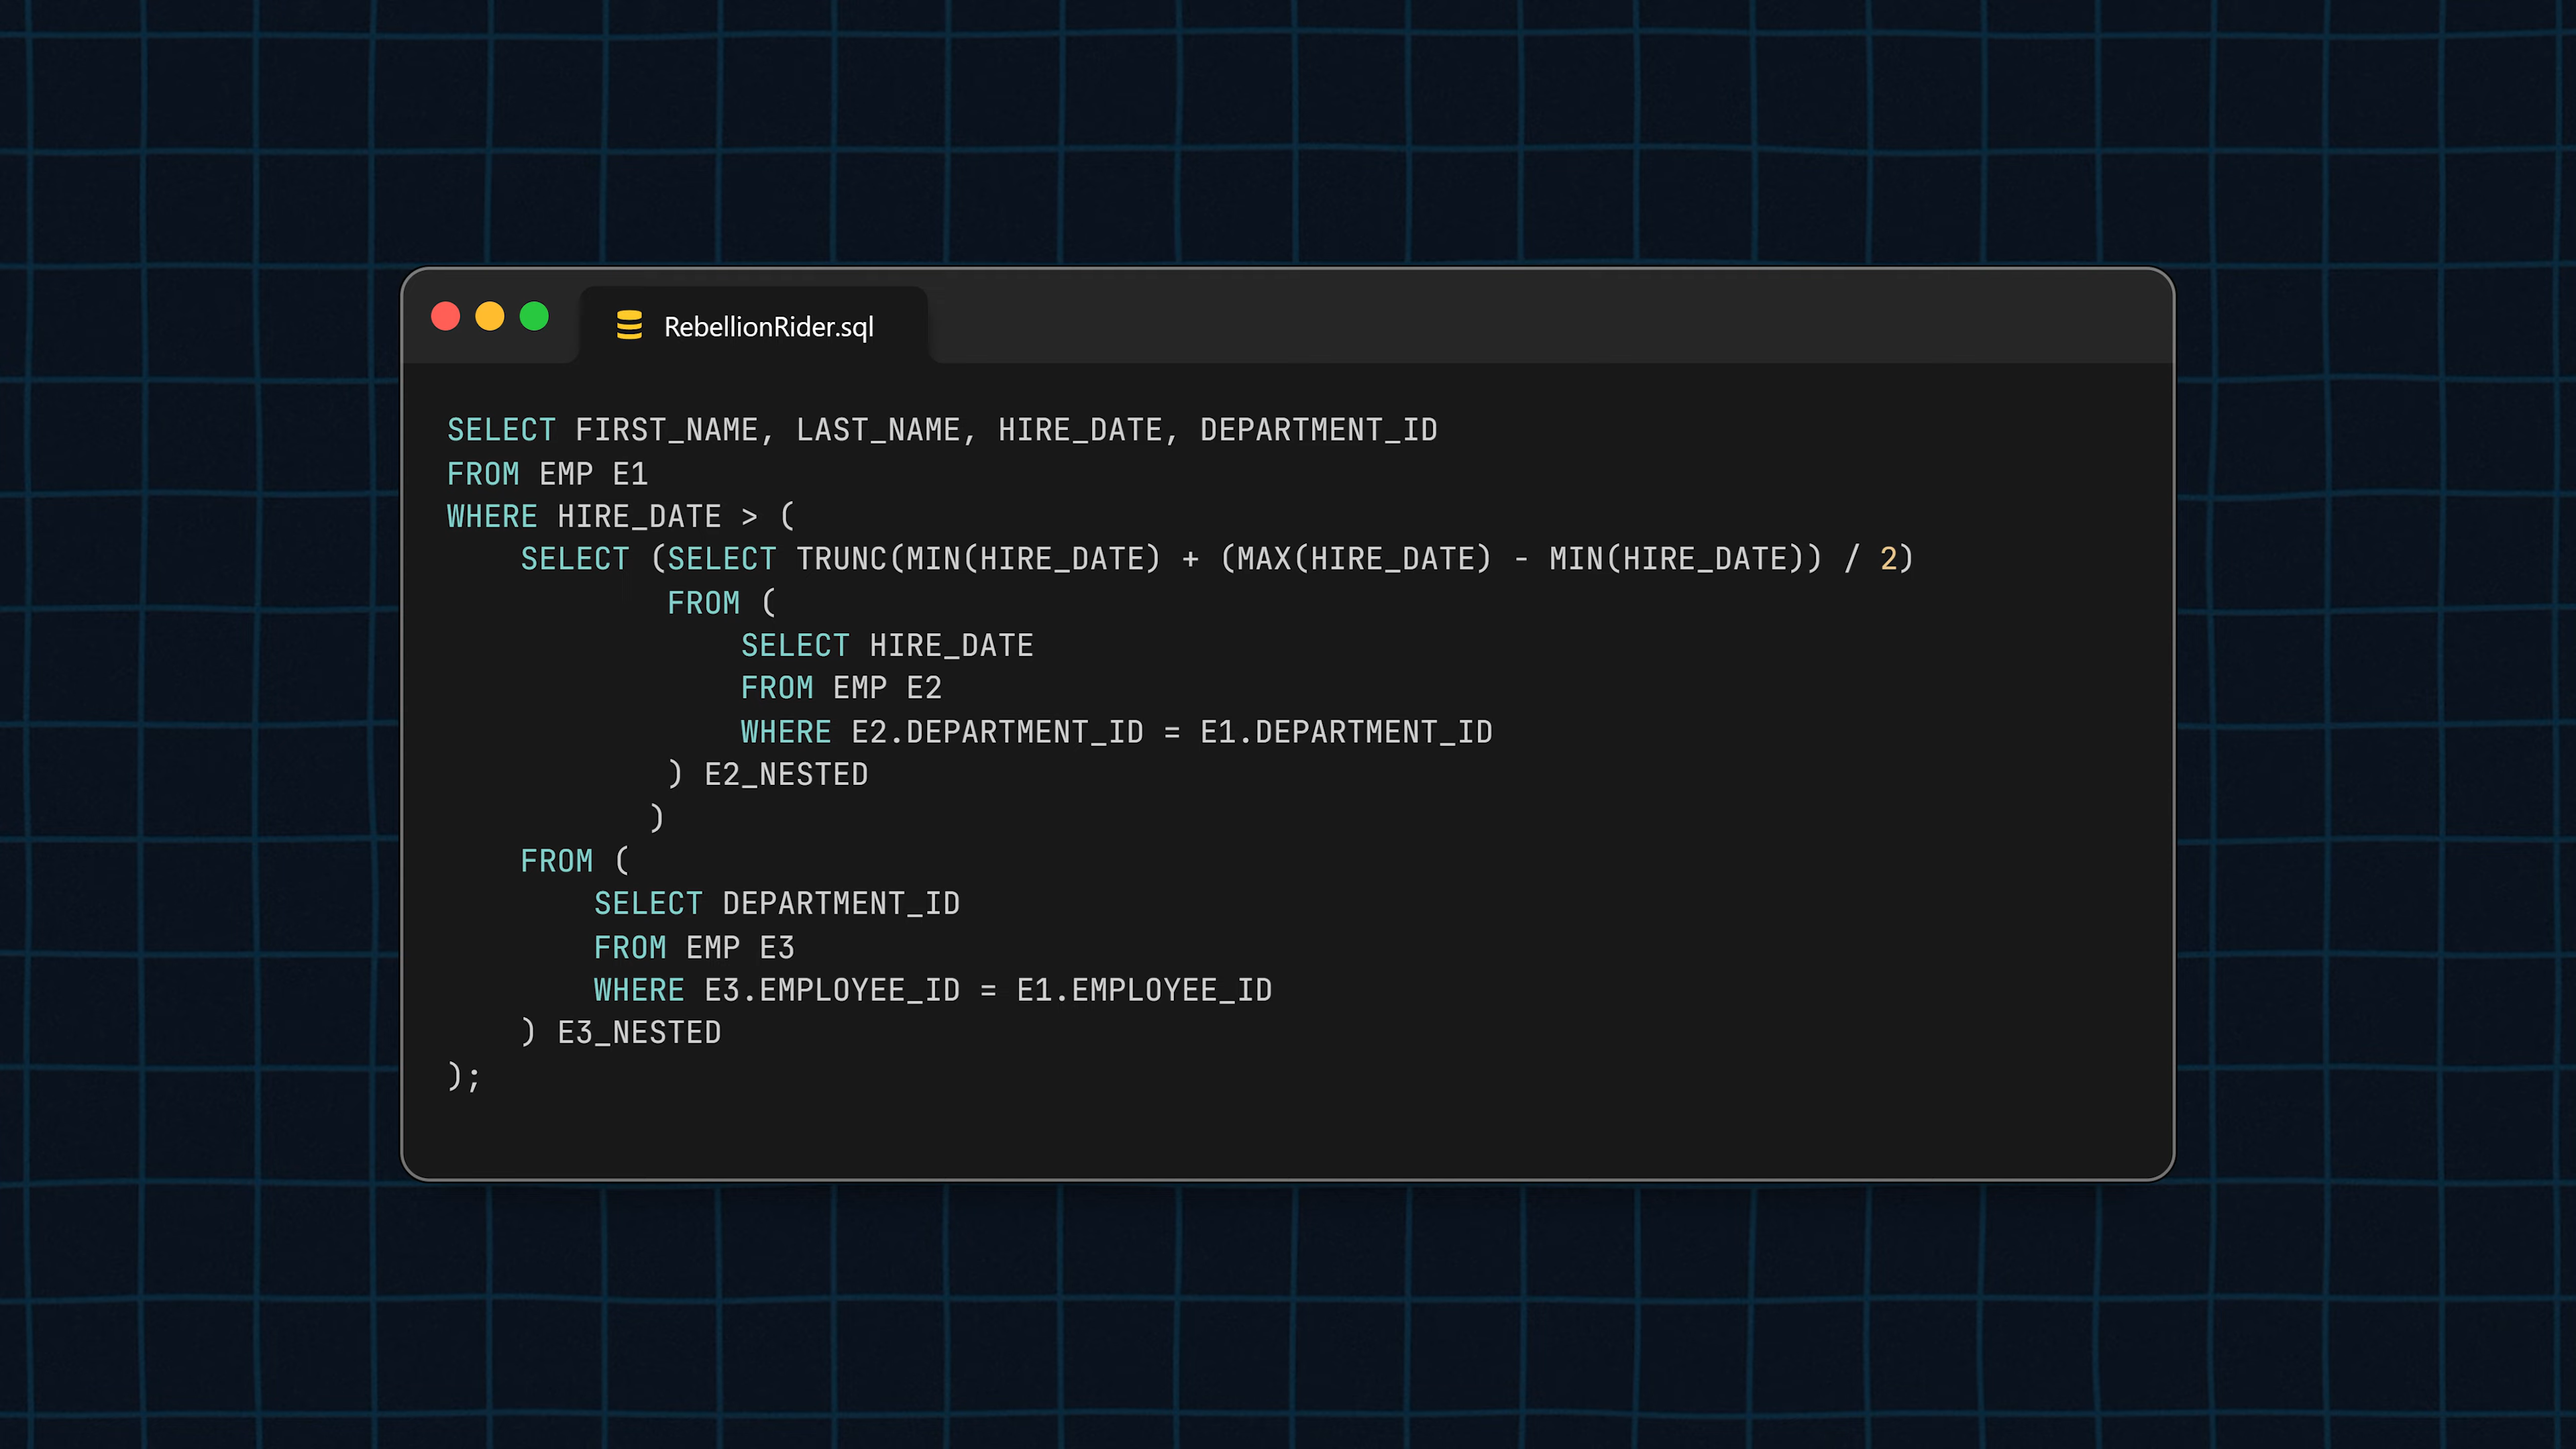 RebellionRider.sql
SELECT FIRST_NAME, LAST_NAME, HIRE_DATE, DEPARTMENT_ID
FROM EMP E1
WHERE HIRE_DATE > (
    SELECT (SELECT TRUNC(MIN(HIRE_DATE) + (MAX(HIRE_DATE) - MIN(HIRE_DATE)) / 2)
            FROM (
                SELECT HIRE_DATE
                FROM EMP E2
                WHERE E2.DEPARTMENT_ID = E1.DEPARTMENT_ID
            ) E2_NESTED
           )
    FROM (
        SELECT DEPARTMENT_ID
        FROM EMP E3
        WHERE E3.EMPLOYEE_ID = E1.EMPLOYEE_ID
    ) E3_NESTED
);